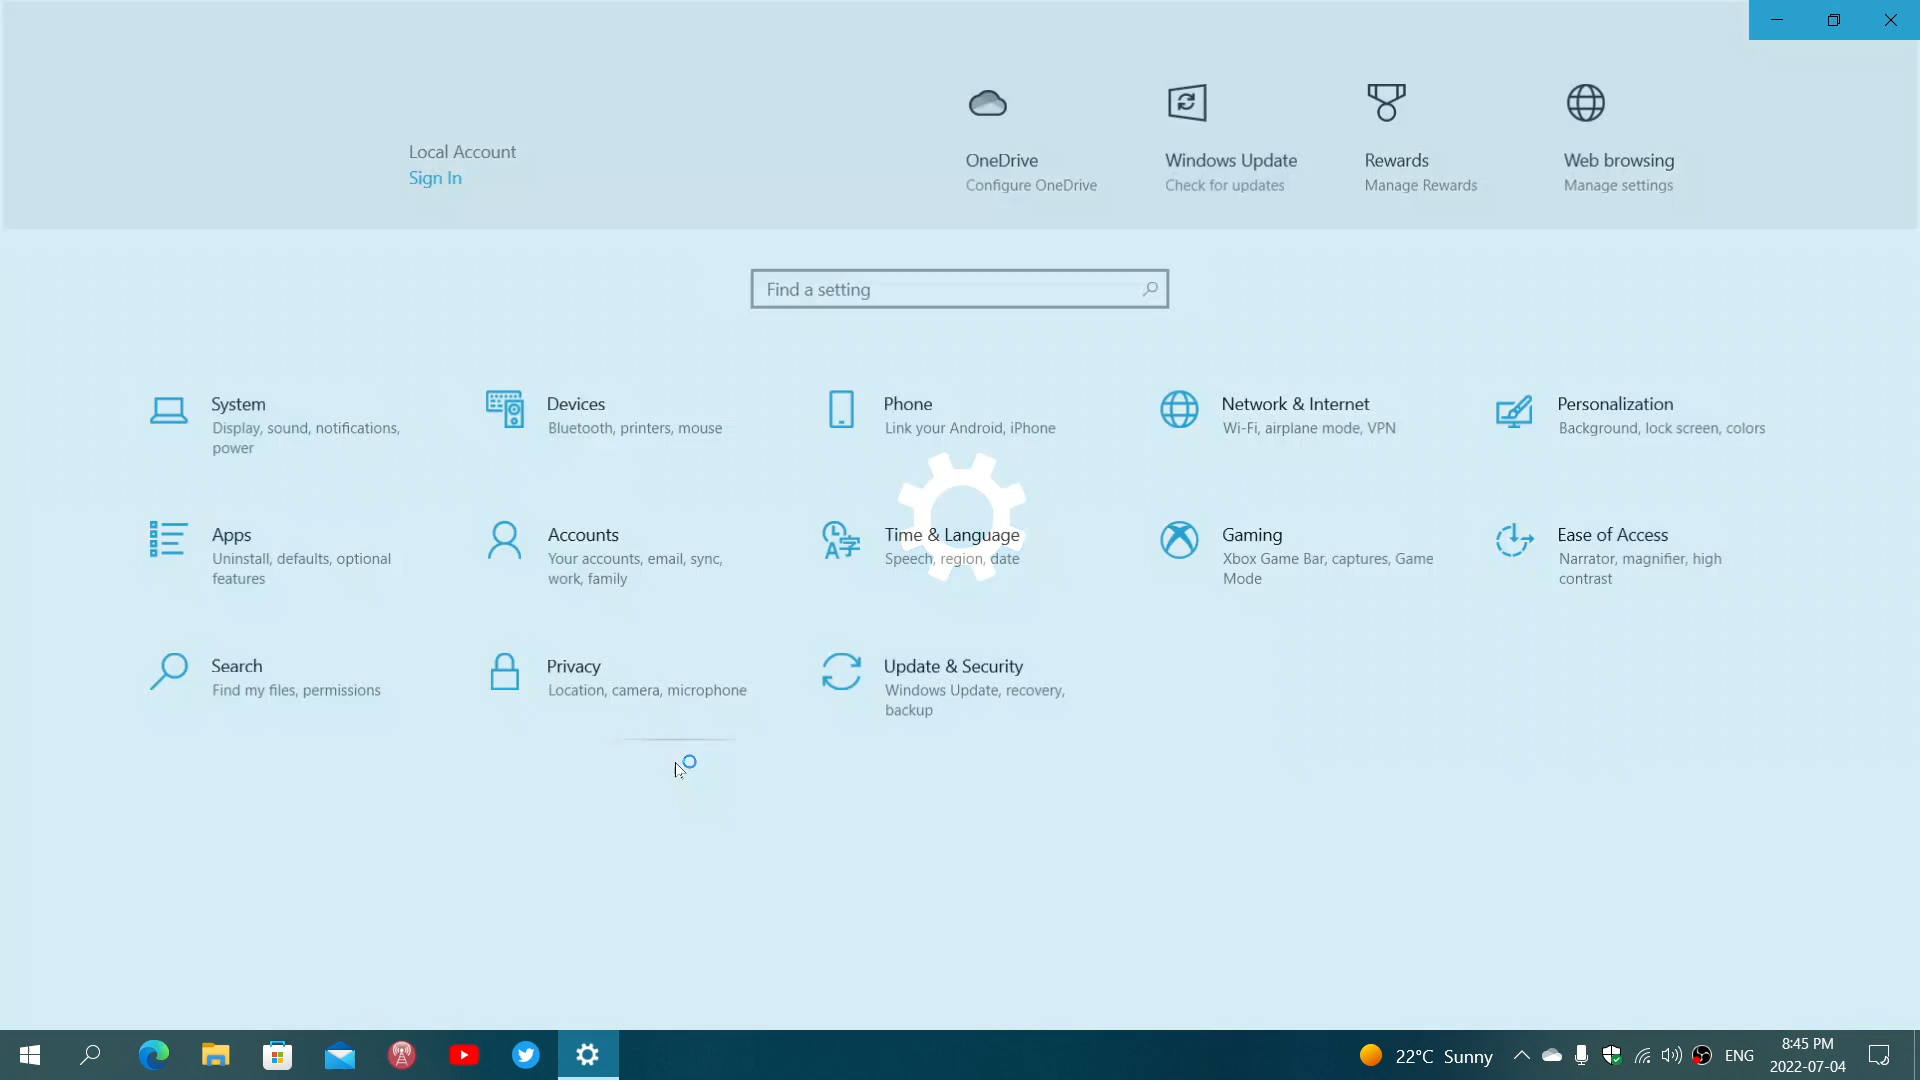 Local Account
Sign In
OneDrive
Configure OneDrive
Windows Update
Check for updates
Rewards
Manage Rewards
Web browsing
Manage settings
Find a setting
System
Display, sound, notifications,
power
Devices
Bluetooth, printers, mouse
Phone
Link your Android, iPhone
Network & Internet
Wi-Fi, airplane mode, VPN
Personalization
Background, lock screen, colors
Apps
Uninstall, defaults, optional
features
Accounts
Your accounts, email, sync,
work, family
Time & Language
Speech, region, date
Gaming
Xbox Game Bar, captures, Game
Mode
Ease of Access
Narrator, magnifier, high
contrast
Search
Find my files, permissions
Privacy
Location, camera, microphone
Update & Security
Windows Update, recovery,
backup
22°C Sunny
ENG
8:45 PM
2022-07-04